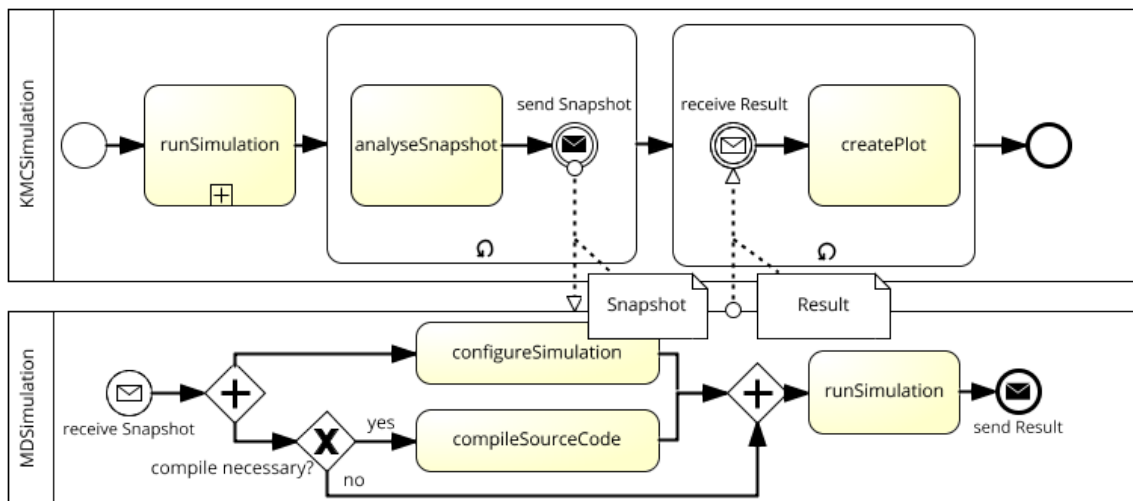 KMCSimulation
runSimulation
analyseSnapshot
send Snapshot
receive Result
createPlot
Snapshot
Result
MDSimulation
receive Snapshot
configureSimulation
compile necessary?
yes
compileSourceCode
no
runSimulation
send Result